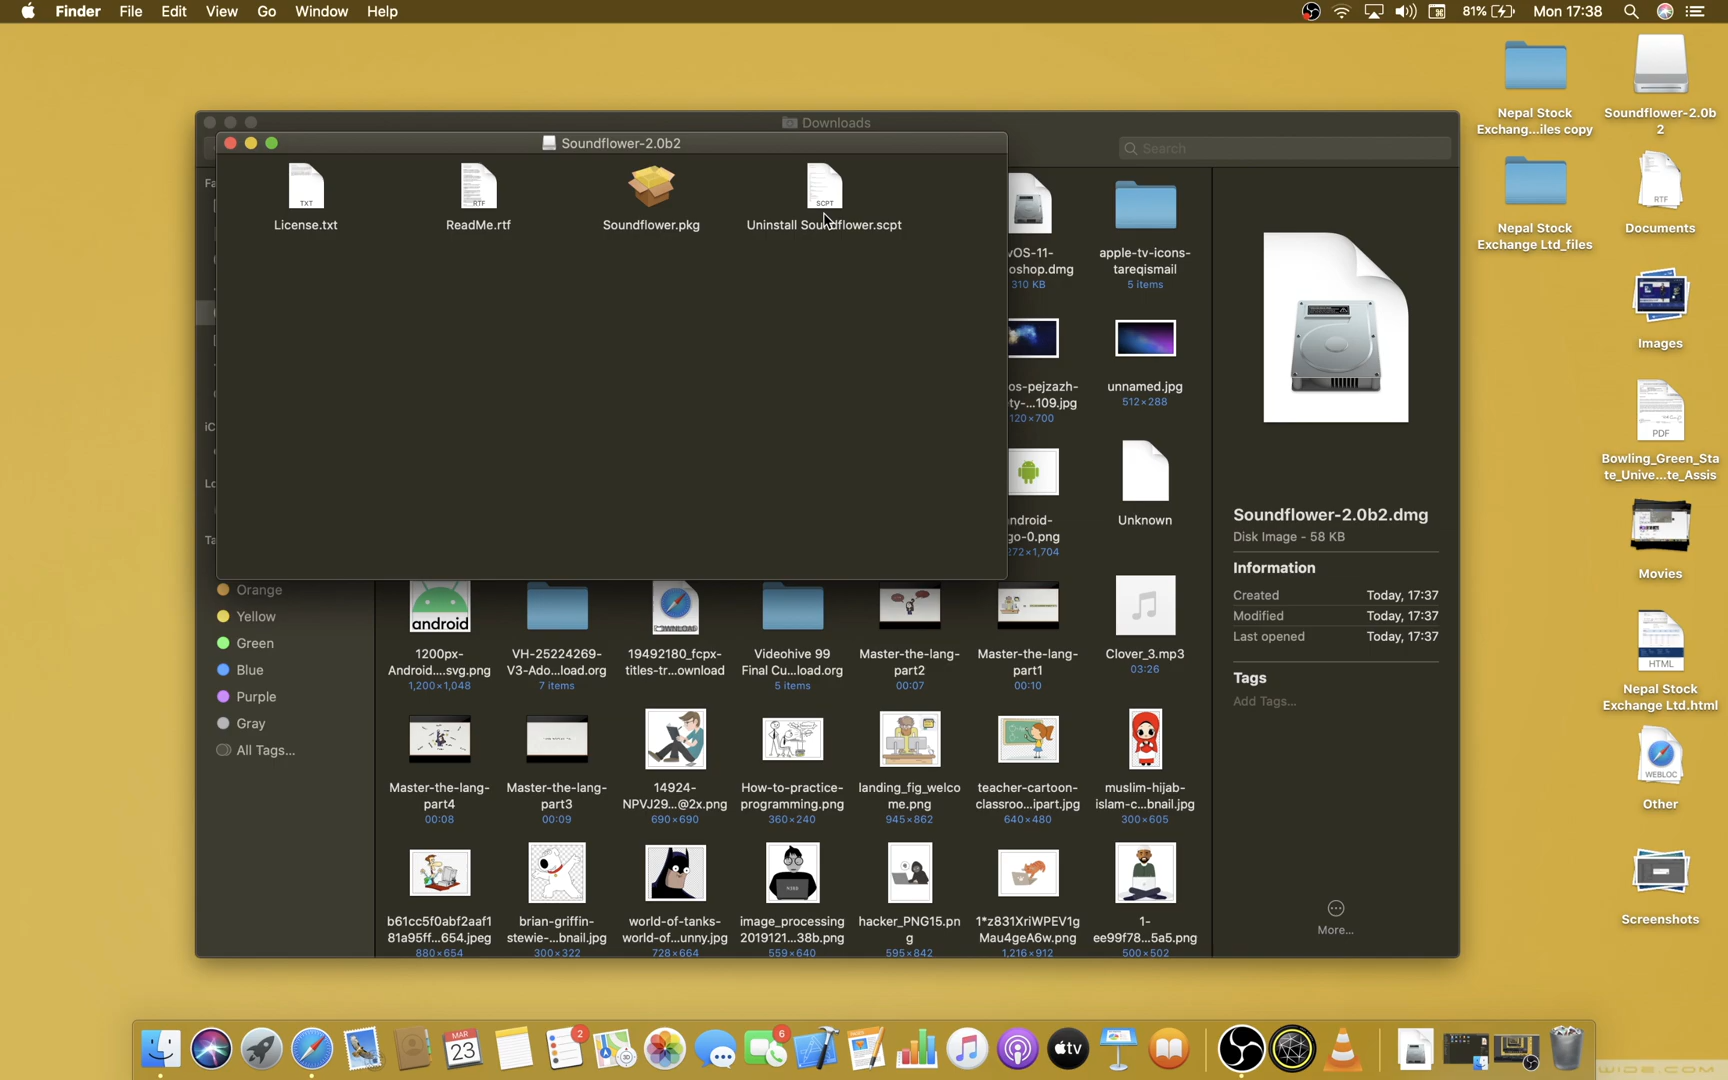 Finder File Edit View Go Window Help
81% Mon 17:38
Downloads
Search
Soundflower-2.0b2
TXT
License.txt
RTF
ReadMe.rtf
Soundflower.pkg
SCPT
Uninstall Soundflower.scpt
vOS-11-
oshop.dmg
310 KB
apple-tv-icons-
tareqismail
5 items
os-pejzazh-
ty-...109.jpg
120×700
unnamed.jpg
512×288
ndroid-
go-0.png
272×1,704
Unknown
Orange
Yellow
Green
Blue
Purple
Gray
All Tags...
android
1200px-
Android....svg.png
1,200×1,048
VH-25224269-
V3-Ado...load.org
7 items
DOWNLOAD
19492180_fcpx-
titles-tr...ownload
Videohive 99
Final Cu...load.org
5 items
Master-the-lang-
part2
00:07
Master-the-lang-
part1
00:10
Clover_3.mp3
03:26
Master-the-lang-
part4
00:08
Master-the-lang-
part3
00:09
14924-
NPVJ29...@2x.png
690×690
How-to-practice-
programming.png
360×240
landing_fig_welco
me.png
945×862
teacher-cartoon-
classroo...ipart.jpg
640×480
muslim-hijab-
islam-c...bnail.jpg
300×605
b61cc5f0abf2aaf1
81a95ff...654.jpeg
880×654
brian-griffin-
stewie-...bnail.jpg
300×322
world-of-tanks-
world-of...unny.jpg
728×664
image_processing
2019121...38b.png
559×640
hacker_PNG15.pn
g
595×842
1*z831XriWPEV1g
Mau4geA6w.png
1,216×912
1-
ee99f78...5a5.png
500×502
Soundflower-2.0b2.dmg
Disk Image - 58 KB
Information
Created Today, 17:37
Modified Today, 17:37
Last opened Today, 17:37
Tags
Add Tags...
More...
Nepal Stock
Exchang...iles copy
Soundflower-2.0b
2
Nepal Stock
Exchange Ltd_files
RTF
Documents
Images
PDF
Bowling_Green_Sta
te_Unive...te_Assis
Movies
HTML
Nepal Stock
Exchange Ltd.html
WEBLOC
Other
Screenshots
MAR
23
2
6
tv
WIDE.COM